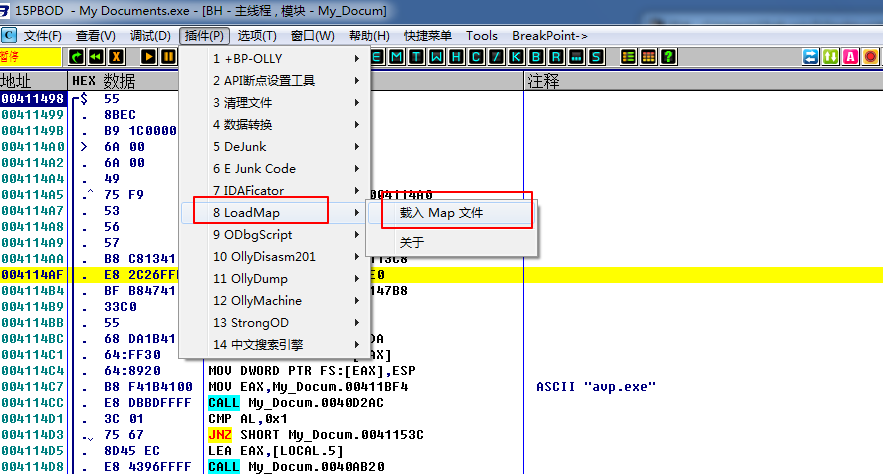 15PBOD - My Documents.exe - [BH - 主线程 , 模块 - My_Docum]
C 文件(F) 查看(V) 调试(D) 插件(P) 选项(T) 窗口(W) 帮助(H) 快捷菜单 Tools BreakPoint->
暂停 E M T W H C / K B R ... S A ?
地址 HEX 数据 注释
00411498 $ 55 1 +BP-OLLY
00411499 . 8BEC 2 API断点设置工具
0041149B . B9 1C0000 3 清理文件
004114A0 > 6A 00 4 数据转换
004114A2 . 6A 00 5 DeJunk
004114A4 . 49 6 E Junk Code
004114A5 .^ 75 F9 7 IDAFicator 004114A0
004114A7 . 53 8 LoadMap 载入 Map 文件
004114A8 . 56 9 ODbgScript 关于
004114A9 . 57 10 OllyDisasm201
004114AA . B8 C81341 113C8
004114AF . E8 2C26FF 11 OllyDump E0
004114B4 . BF B84741 12 OllyMachine 147B8
004114B9 . 33C0 13 StrongOD
004114BB . 55 14 中文搜索引擎
004114BC . 68 DA1B41 DA
004114C1 . 64:FF30 [EAX]
004114C4 . 64:8920 MOV DWORD PTR FS:[EAX],ESP
004114C7 . B8 F41B4100 MOV EAX,My_Docum.00411BF4 ASCII "avp.exe"
004114CC . E8 DBBDFFFF CALL My_Docum.0040D2AC
004114D1 . 3C 01 CMP AL,0x1
004114D3 .⌄ 75 67 JNZ SHORT My_Docum.0041153C
004114D5 . 8D45 EC LEA EAX,[LOCAL.5]
004114D8 . E8 4396FFFF CALL My_Docum.0040AB20